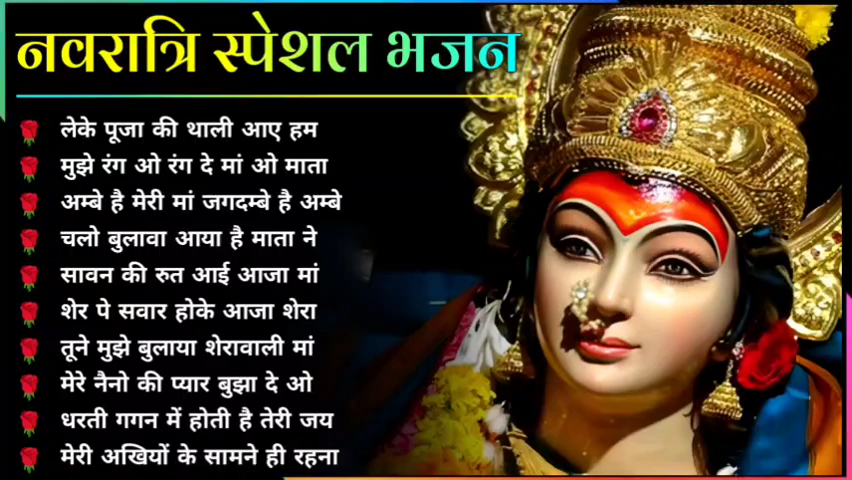 नवरात्रि स्पेशल भजन
लेके पूजा की थाली आए हम
मुझे रंग ओ रंग दे मां ओ माता
अम्बे है मेरी मां जगदम्बे है अम्बे
चलो बुलावा आया है माता ने
सावन की रुत आई आजा मां
शेर पे सवार होके आजा शेरा
तूने मुझे बुलाया शेरावाली मां
मेरे नैनो की प्यार बुझा दे ओ
धरती गगन में होती है तेरी जय
मेरी अखियों के सामने ही रहना